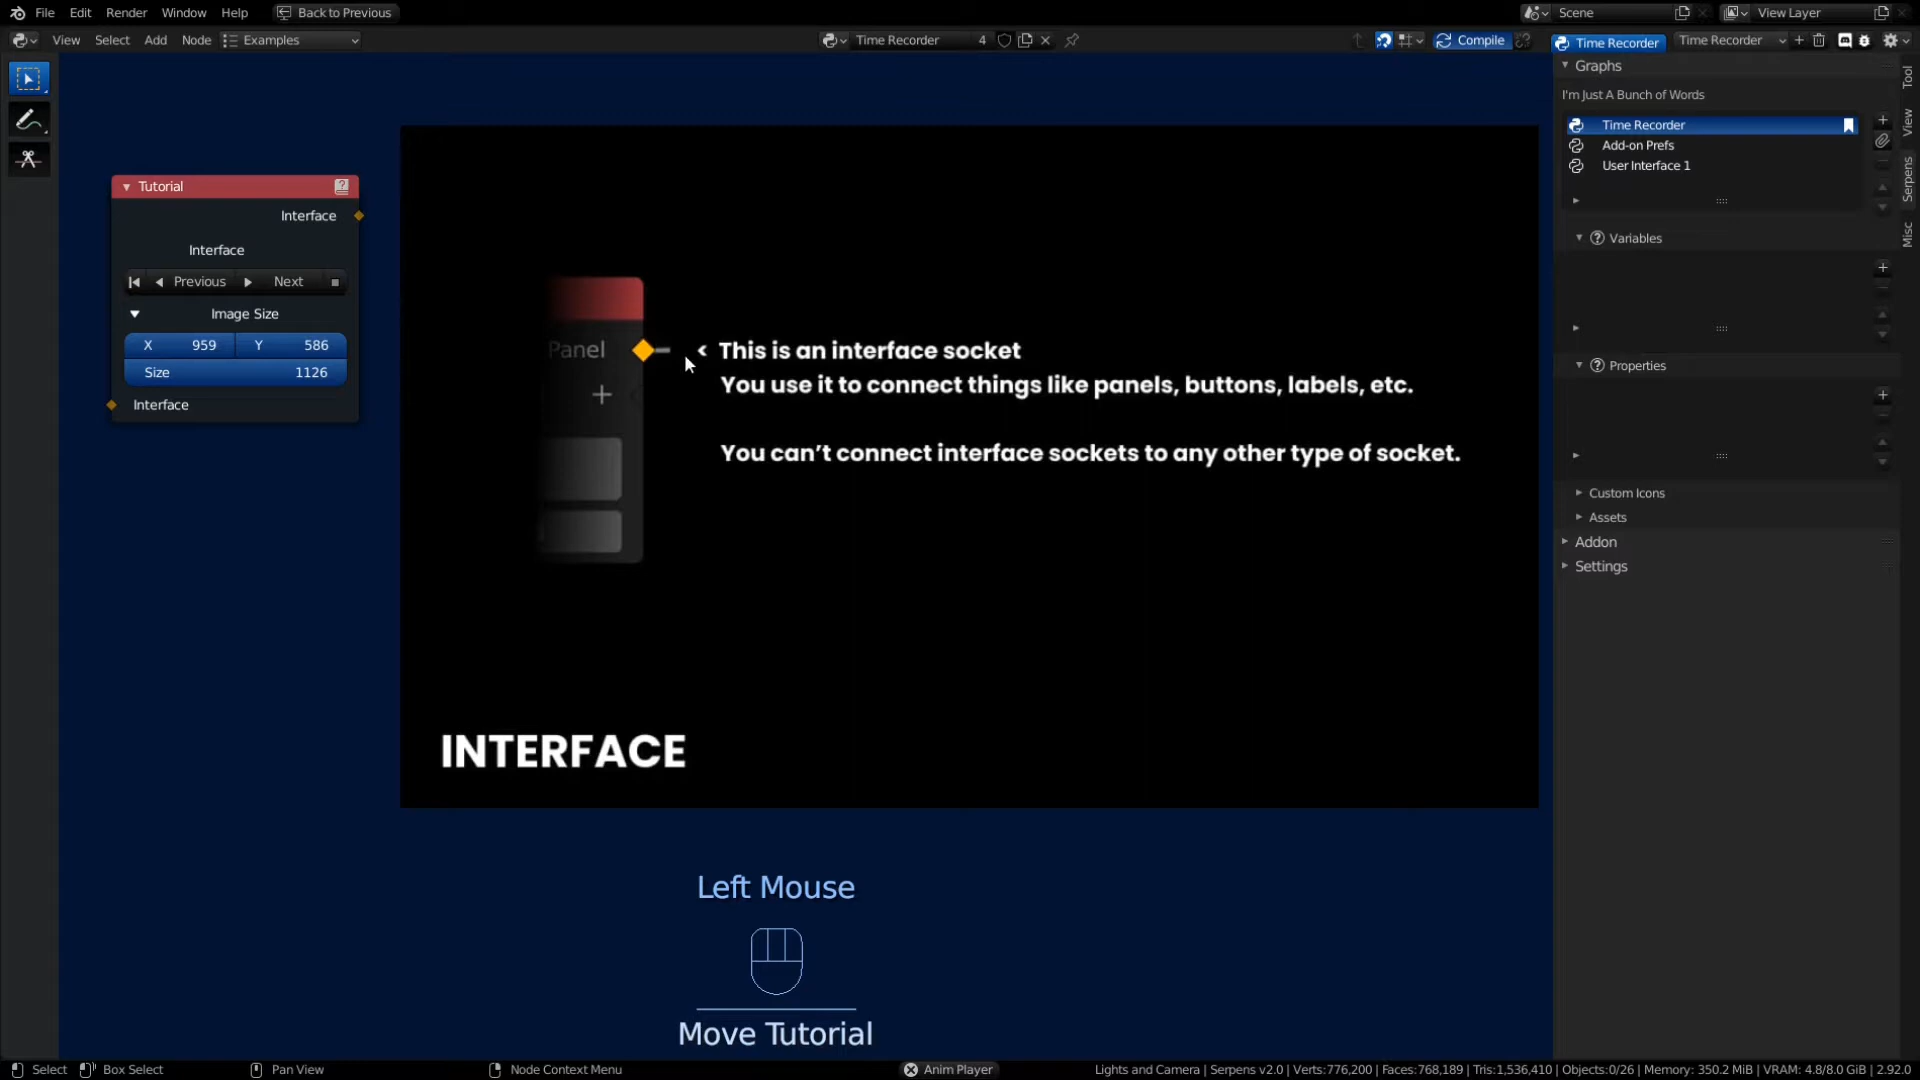 File Edit Render Window Help Back to Previous Scene View Layer
View Select Add Node Examples Time Recorder 4 Compile Time Recorder Time Recorder
Graphs
I'm Just A Bunch of Words
Time Recorder
Add-on Prefs
User Interface 1
Variables
Properties
Custom Icons
Assets
Addon
Settings
Tool
View
Serpens
Misc
Tutorial
Interface
Interface
Previous Next
Image Size
X 959 Y 586
Size 1126
Interface
Panel
< This is an interface socket
You use it to connect things like panels, buttons, labels, etc.
You can’t connect interface sockets to any other type of socket.
INTERFACE
Left Mouse
Move Tutorial
Select Box Select Pan View Node Context Menu Anim Player Lights and Camera | Serpens v2.0 | Verts:776,200 | Faces:768,189 | Tris:1,536,410 | Objects:0/26 | Memory: 350.2 MiB | VRAM: 4.8/8.0 GiB | 2.92.0